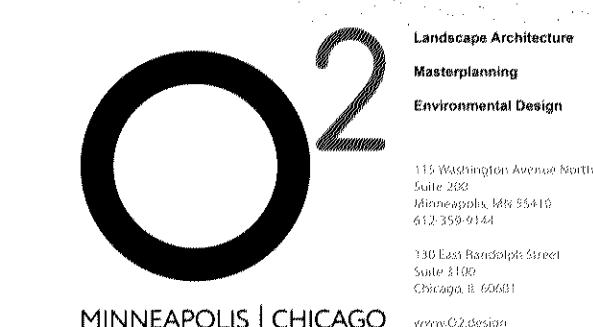 O2
Landscape Architecture
Masterplanning
Environmental Design
115 Washington Avenue North
Suite 200
Minneapolis, MN 55410
612-359-9144
130 East Randolph Street
Suite 3100
Chicago, IL 60601
www.O2.design
MINNEAPOLIS | CHICAGO